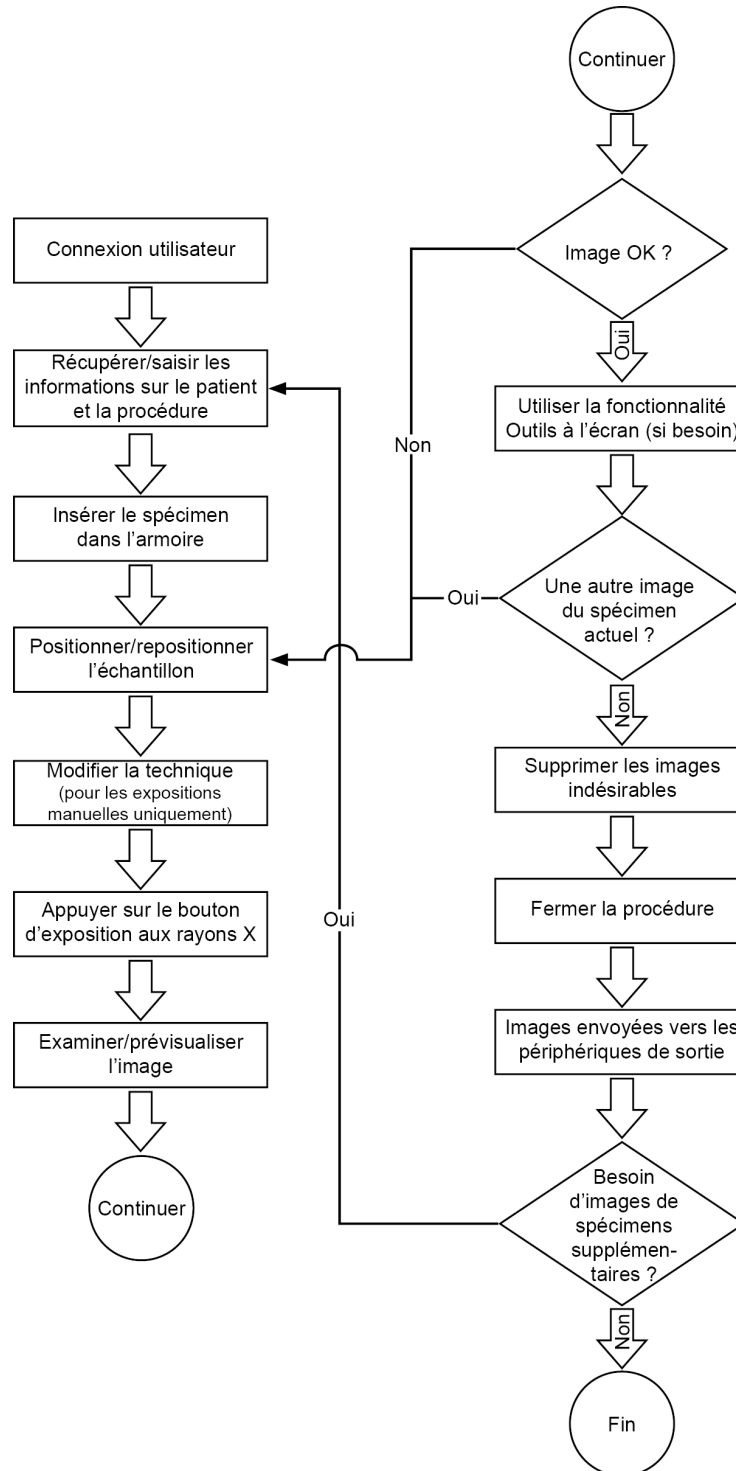 Connexion utilisateur
Récupérer/saisir les
informations sur le patient
et la procédure
Insérer le spécimen
dans l’armoire
Positionner/repositionner
l’échantillon
Modifier la technique
(pour les expositions
manuelles uniquement)
Appuyer sur le bouton
d’exposition aux rayons X
Examiner/prévisualiser
l’image
Continuer
Continuer
Image OK ?
Non
Oui
Utiliser la fonctionnalité
Outils à l’écran (si besoin)
Une autre image
du spécimen
actuel ?
Oui
Non
Supprimer les images
indésirables
Fermer la procédure
Images envoyées vers les
périphériques de sortie
Besoin
d’images de
spécimens
supplémen-
taires ?
Oui
Non
Fin